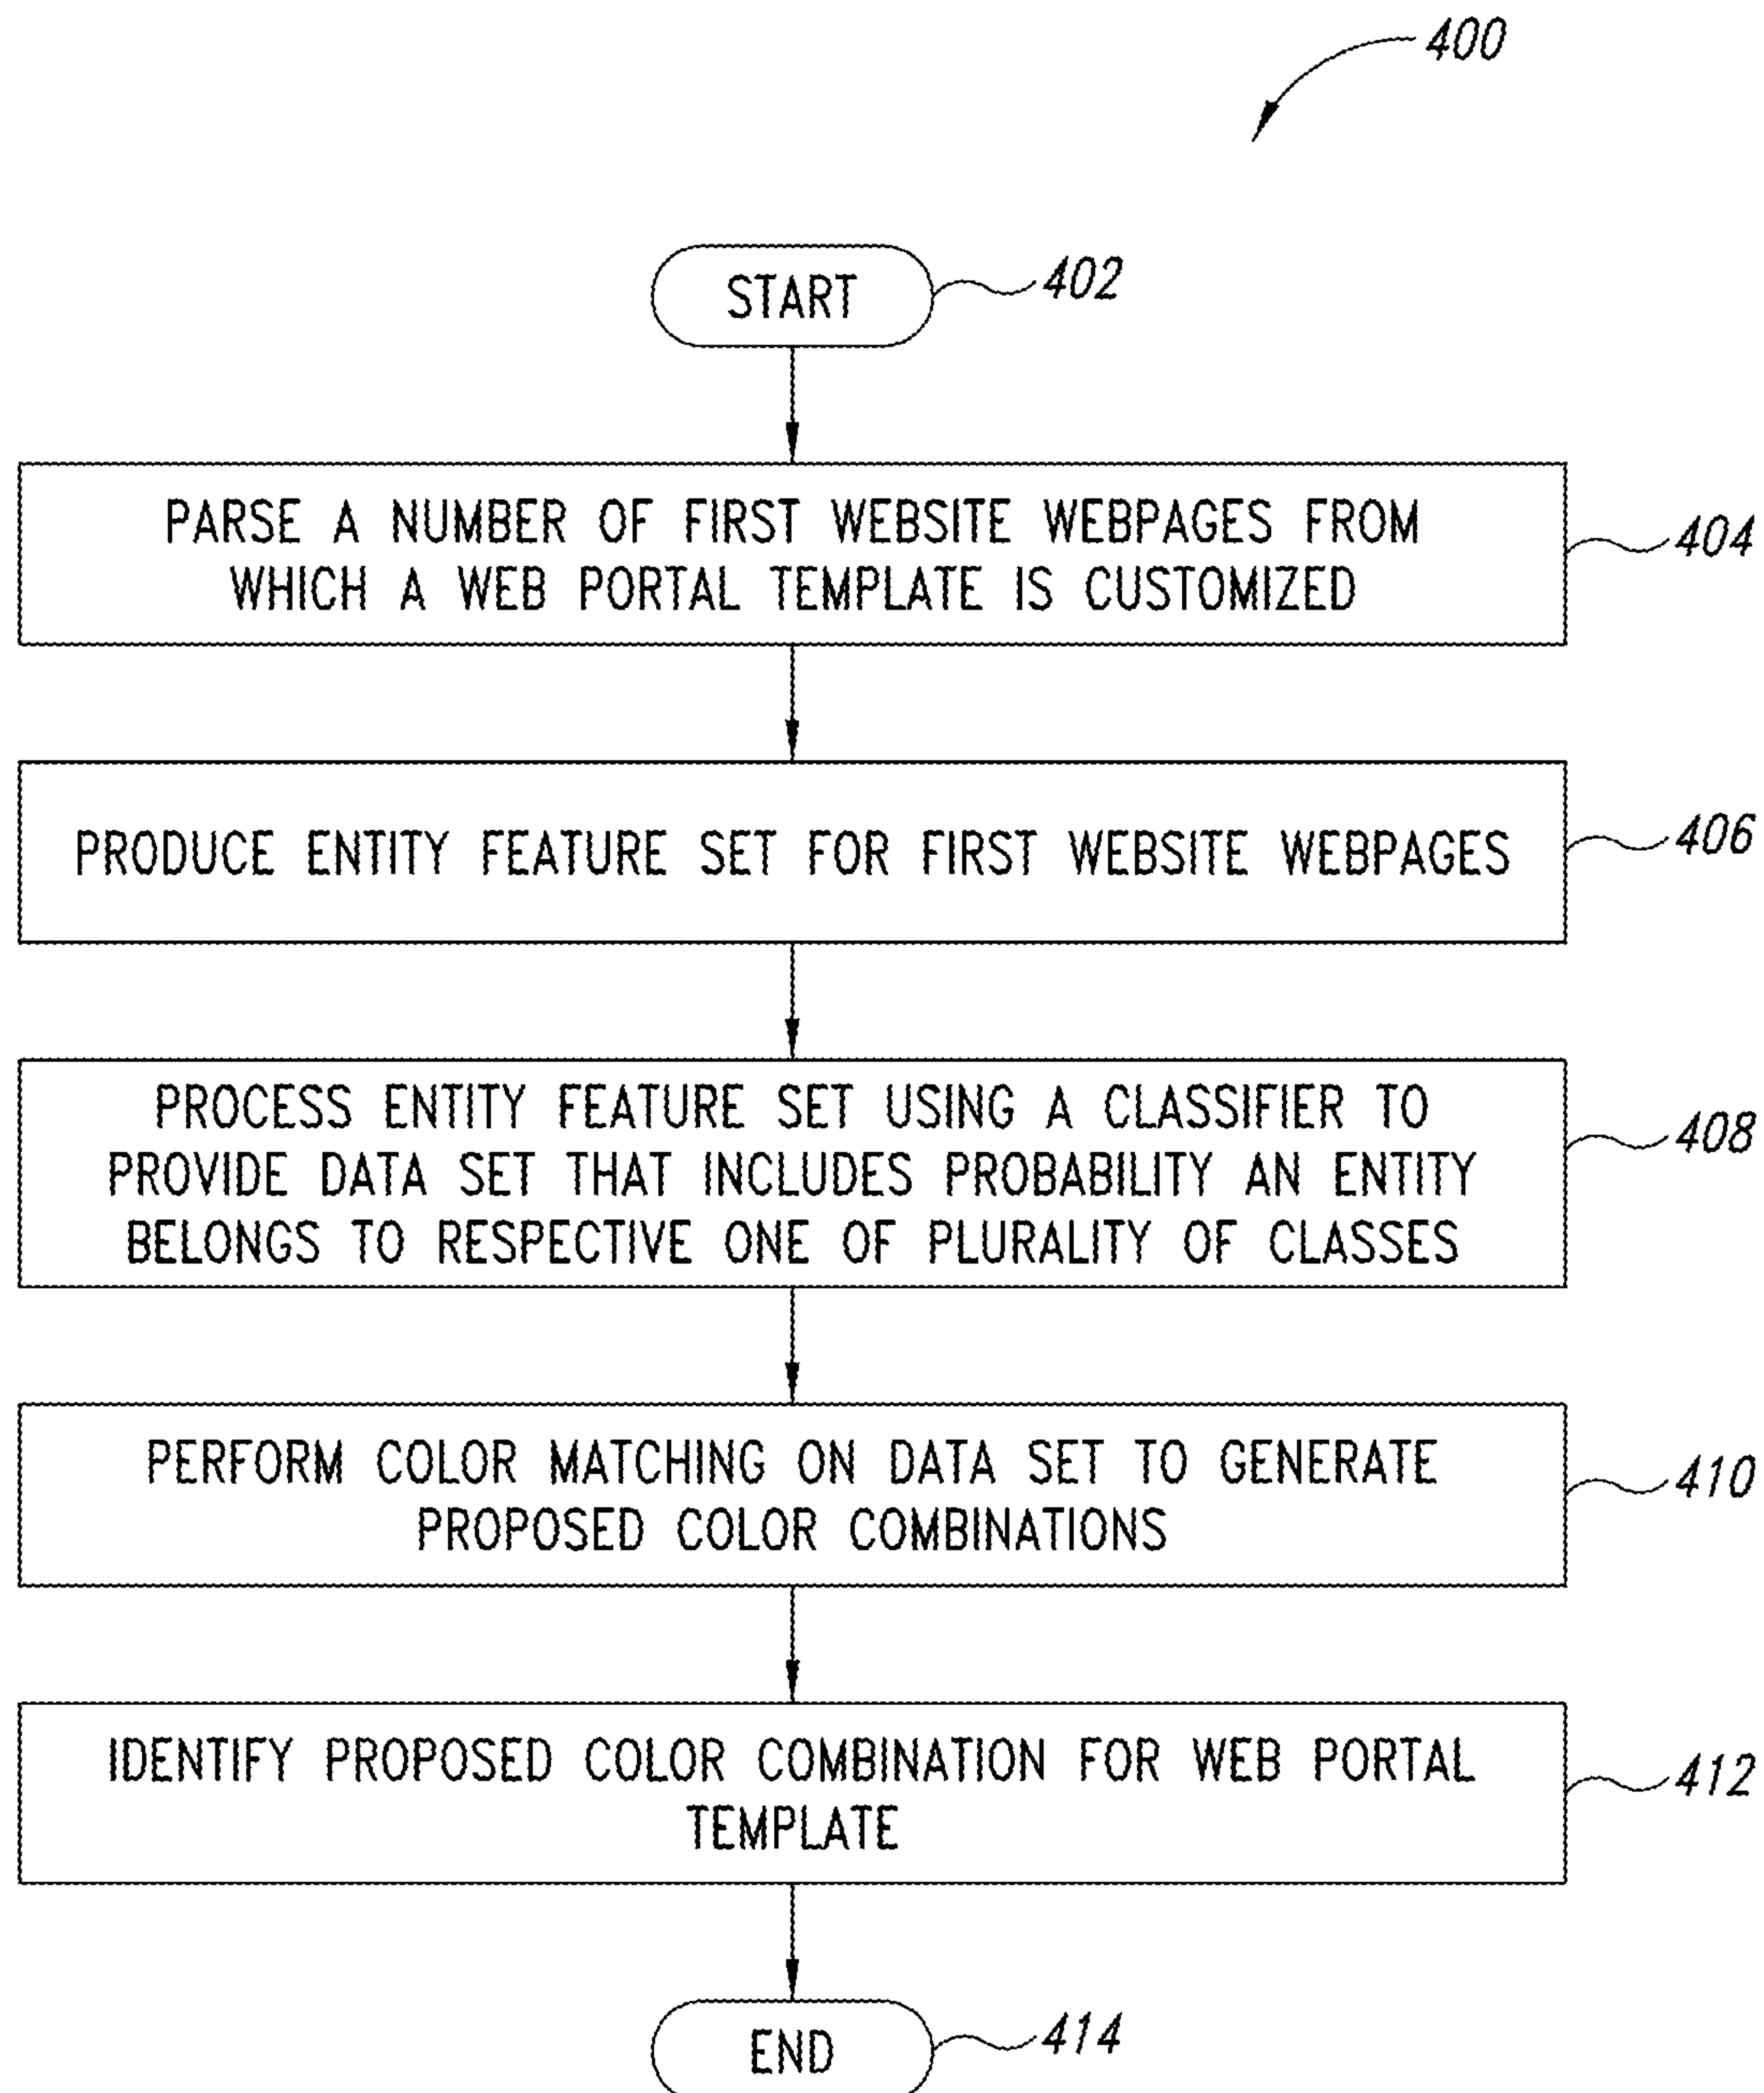 400
START
402
PARSE A NUMBER OF FIRST WEBSITE WEBPAGES FROM
WHICH A WEB PORTAL TEMPLATE IS CUSTOMIZED
404
PRODUCE ENTITY FEATURE SET FOR FIRST WEBSITE WEBPAGES
406
PROCESS ENTITY FEATURE SET USING A CLASSIFIER TO
PROVIDE DATA SET THAT INCLUDES PROBABILITY AN ENTITY
BELONGS TO RESPECTIVE ONE OF PLURALITY OF CLASSES
408
PERFORM COLOR MATCHING ON DATA SET TO GENERATE
PROPOSED COLOR COMBINATIONS
410
IDENTIFY PROPOSED COLOR COMBINATION FOR WEB PORTAL
TEMPLATE
412
END
414